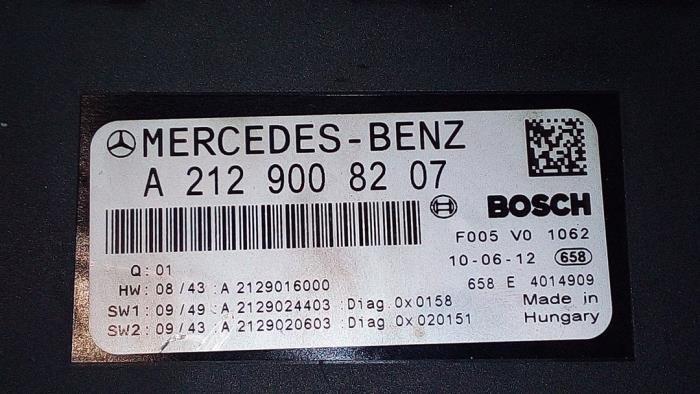 MERCEDES-BENZ
A 212 900 82 07
BOSCH
F005 V0 1062
10-06-12 658
Q: 01
HW: 08/43 :A 2129016000
658 E 4014909
SW1: 09/49 :A 2129024403 :Diag. 0x0158
Made in
SW2: 09/43 :A 2129020603 :Diag. 0x020151
Hungary